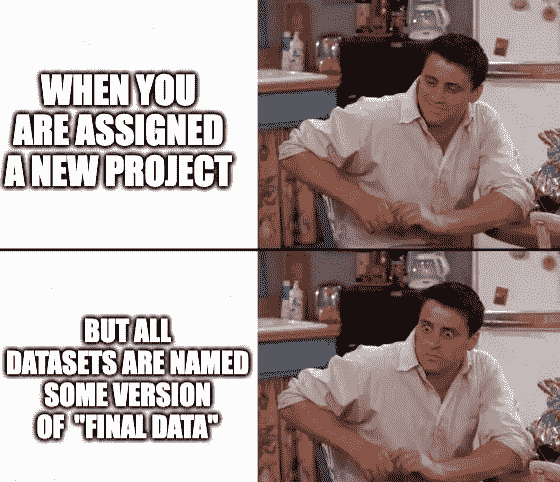 WHEN YOU
ARE ASSIGNED
A NEW PROJECT
BUT ALL
DATASETS ARE NAMED
SOME VERSION
OF "FINAL DATA"